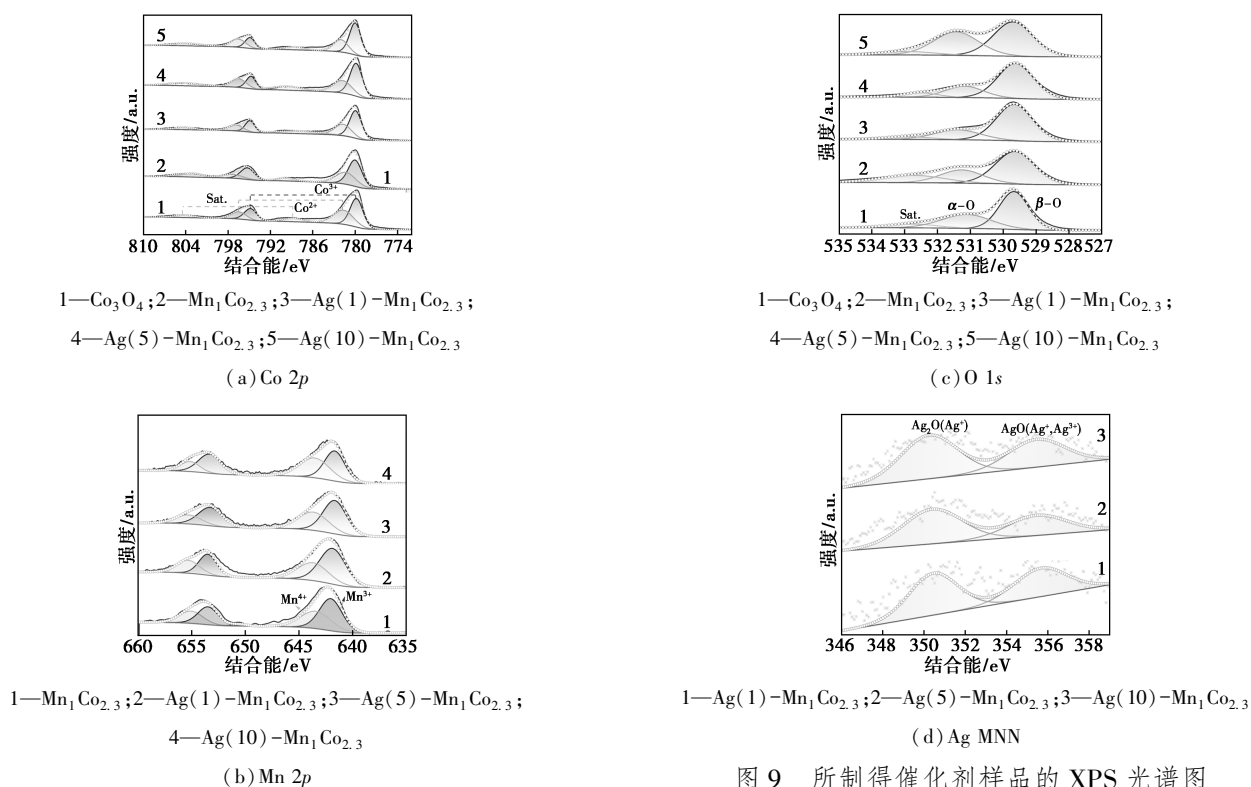 强度/a.u.
5
4
3
2
1
1
Sat.
Co³⁺
Co²⁺
810 804 798 792 786 780 774
结合能/eV
1—Co₃O₄;2—Mn₁Co₂.₃;3—Ag(1)-Mn₁Co₂.₃;
4—Ag(5)-Mn₁Co₂.₃;5—Ag(10)-Mn₁Co₂.₃
(a)Co 2p
强度/a.u.
4
3
2
1
Mn⁴⁺ Mn³⁺
660 655 650 645 640 635
结合能/eV
1—Mn₁Co₂.₃;2—Ag(1)-Mn₁Co₂.₃;3—Ag(5)-Mn₁Co₂.₃;
4—Ag(10)-Mn₁Co₂.₃
(b)Mn 2p
强度/a.u.
5
4
3
2
1
Sat. α-O β-O
535 534 533 532 531 530 529 528 527
结合能/eV
1—Co₃O₄;2—Mn₁Co₂.₃;3—Ag(1)-Mn₁Co₂.₃;
4—Ag(5)-Mn₁Co₂.₃;5—Ag(10)-Mn₁Co₂.₃
(c)O 1s
强度/a.u.
Ag₂O(Ag⁺) AgO(Ag⁺,Ag³⁺)
3
2
1
346 348 350 352 354 356 358
结合能/eV
1—Ag(1)-Mn₁Co₂.₃;2—Ag(5)-Mn₁Co₂.₃;3—Ag(10)-Mn₁Co₂.₃
(d)Ag MNN
图 9 所制得催化剂样品的 XPS 光谱图